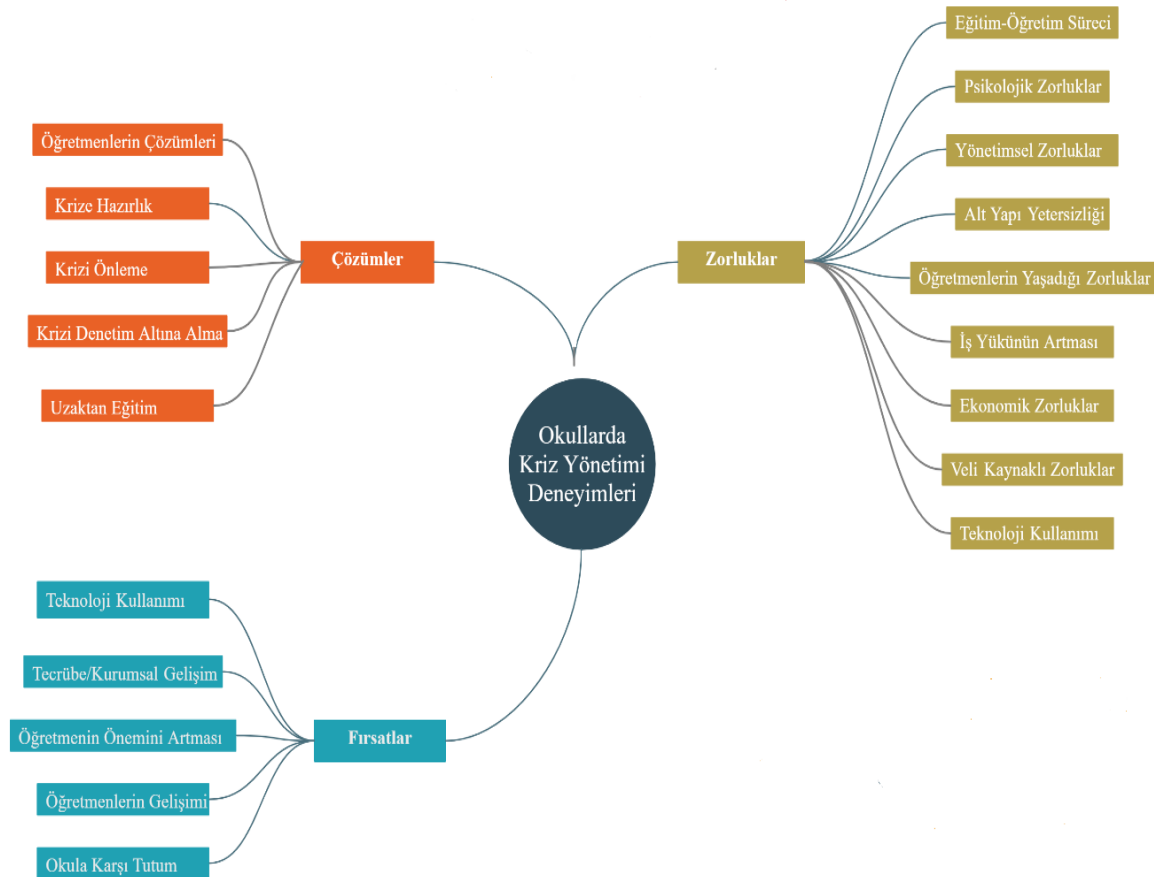 Okullarda
Kriz Yönetimi
Deneyimleri
Çözümler
Öğretmenlerin Çözümleri
Krize Hazırlık
Krizi Önleme
Krizi Denetim Altına Alma
Uzaktan Eğitim
Zorluklar
Eğitim-Öğretim Süreci
Psikolojik Zorluklar
Yönetimsel Zorluklar
Alt Yapı Yetersizliği
Öğretmenlerin Yaşadığı Zorluklar
İş Yükünün Artması
Ekonomik Zorluklar
Veli Kaynaklı Zorluklar
Teknoloji Kullanımı
Fırsatlar
Teknoloji Kullanımı
Tecrübe/Kurumsal Gelişim
Öğretmenin Önemini Artması
Öğretmenlerin Gelişimi
Okula Karşı Tutum